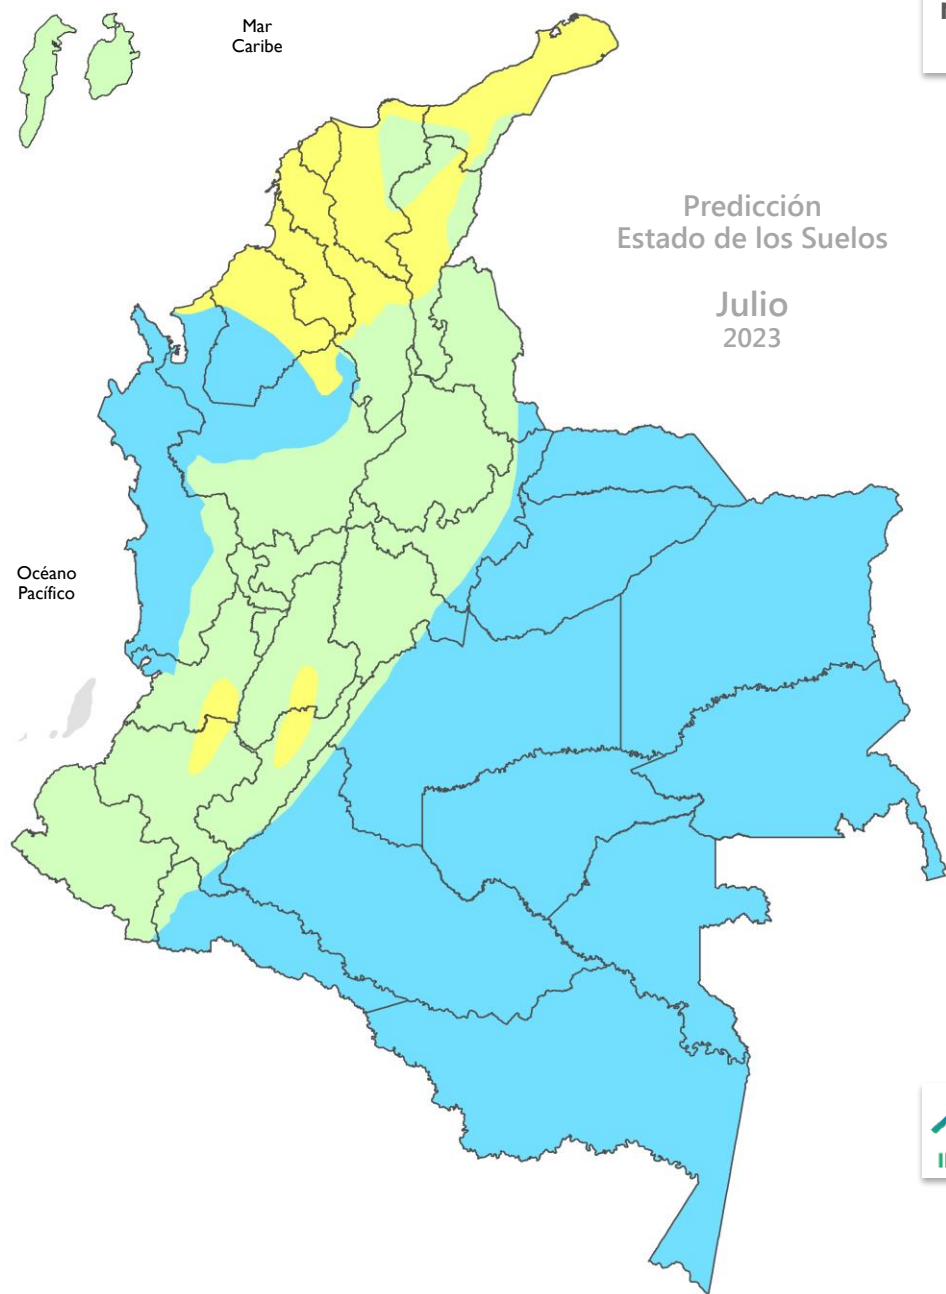 Mar
Caribe
Predicción
Estado de los Suelos
Julio
2023
Océano
Pacífico